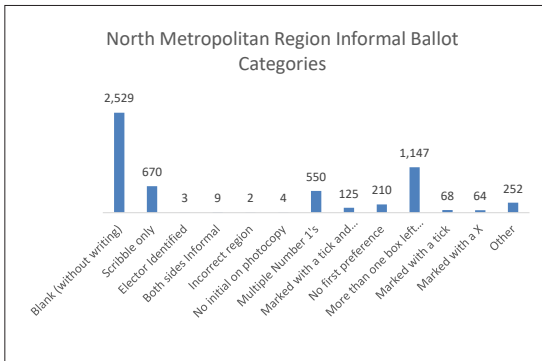 North Metropolitan Region Informal Ballot
Categories
2,529
670
3
9
2
4
550
125
210
1,147
68
64
252
Blank (without writing)
Scribble only
Elector Identified
Both sides Informal
Incorrect region
No initial on photocopy
Multiple Number 1's
Marked with a tick and...
No first preference
More than one box left...
Marked with a tick
Marked with a X
Other